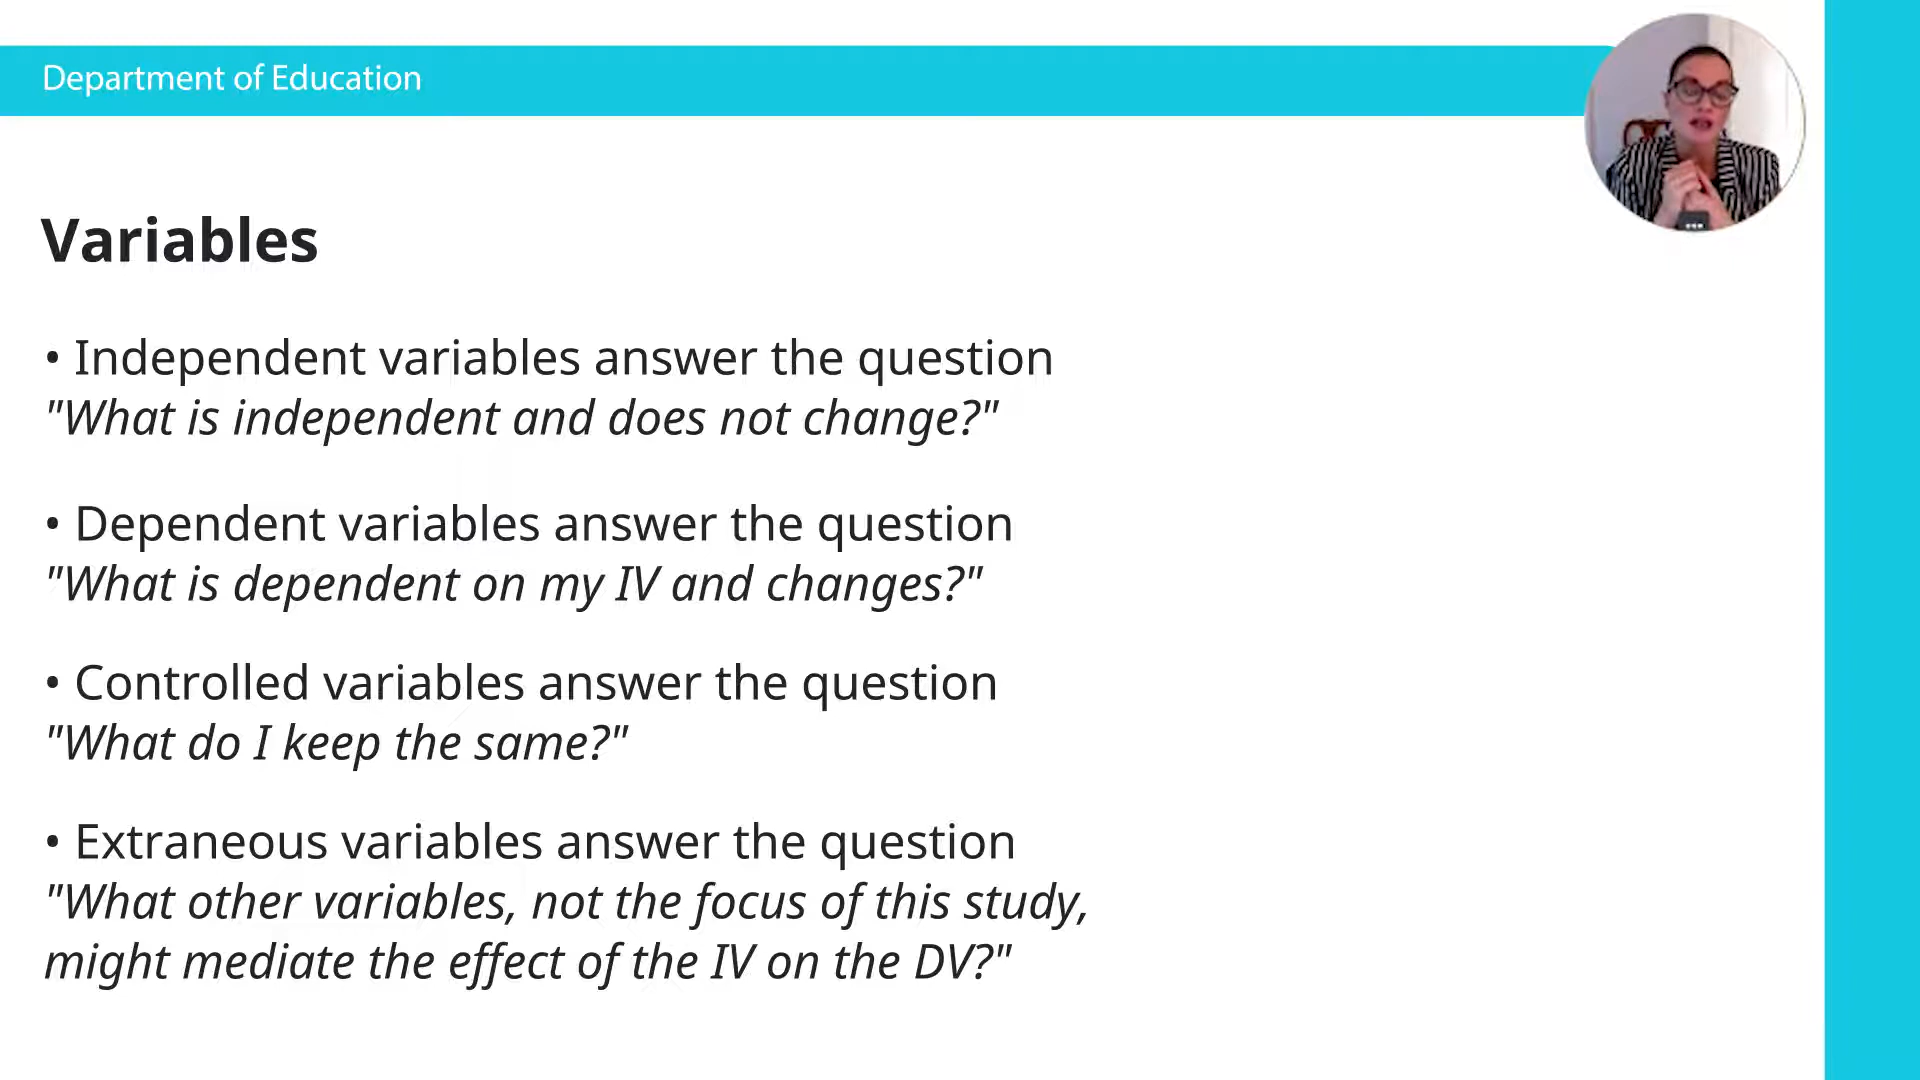 Department of Education
Variables
• Independent variables answer the question
"What is independent and does not change?"
• Dependent variables answer the question
"What is dependent on my IV and changes?"
• Controlled variables answer the question
"What do I keep the same?"
• Extraneous variables answer the question
"What other variables, not the focus of this study,
might mediate the effect of the IV on the DV?"